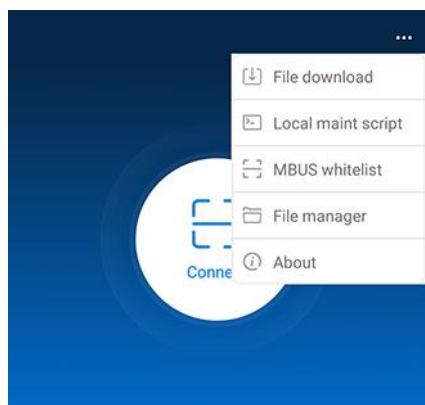 File download
Local maint script
MBUS whitelist
File manager
About
Conne